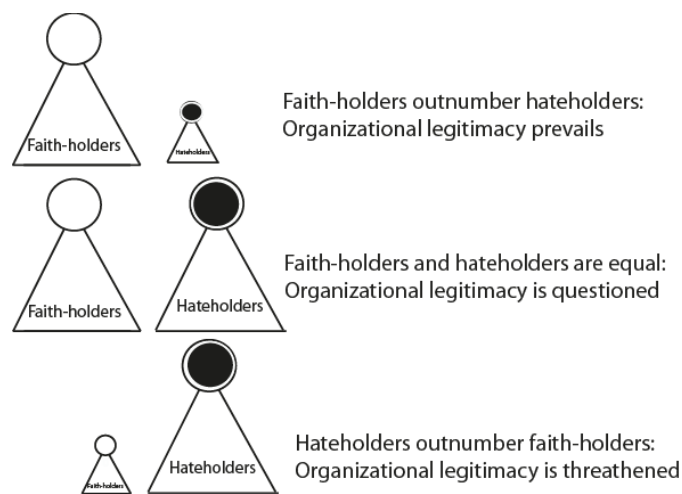 Faith-holders
Hateholders
Faith-holders outnumber hateholders:
Organizational legitimacy prevails
Faith-holders
Hateholders
Faith-holders and hateholders are equal:
Organizational legitimacy is questioned
Faith-holders
Hateholders
Hateholders outnumber faith-holders:
Organizational legitimacy is threathened